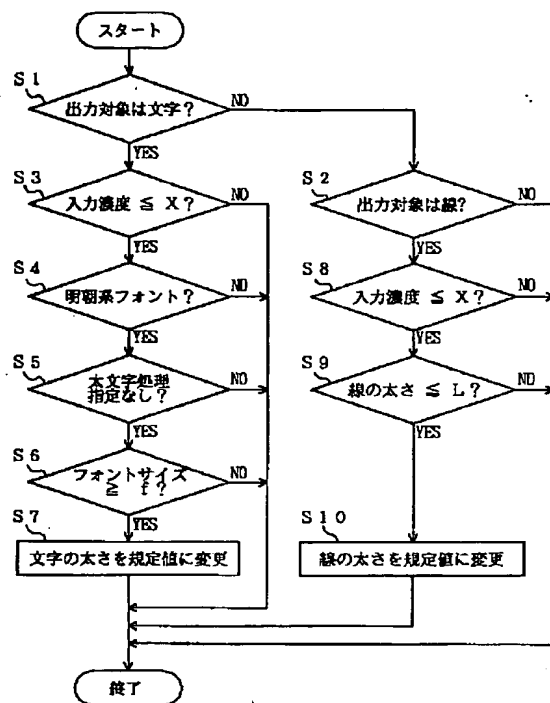 スタート
S1
出力対象は文字?
NO
YES
S3
入力濃度 ≦ X?
NO
YES
S4
明朝系フォント?
NO
YES
S5
太文字処理
指定なし?
NO
YES
S6
フォントサイズ
≧ f?
NO
YES
S7
文字の太さを規定値に変更
S2
出力対象は線?
NO
YES
S8
入力濃度 ≦ X?
NO
YES
S9
線の太さ ≦ L?
NO
YES
S10
線の太さを規定値に変更
終了